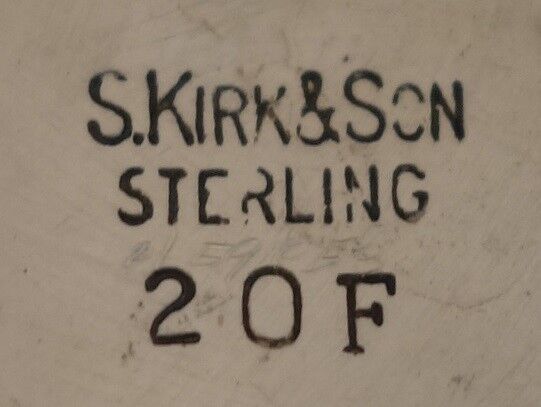 S. KIRK & SON
STERLING
20F